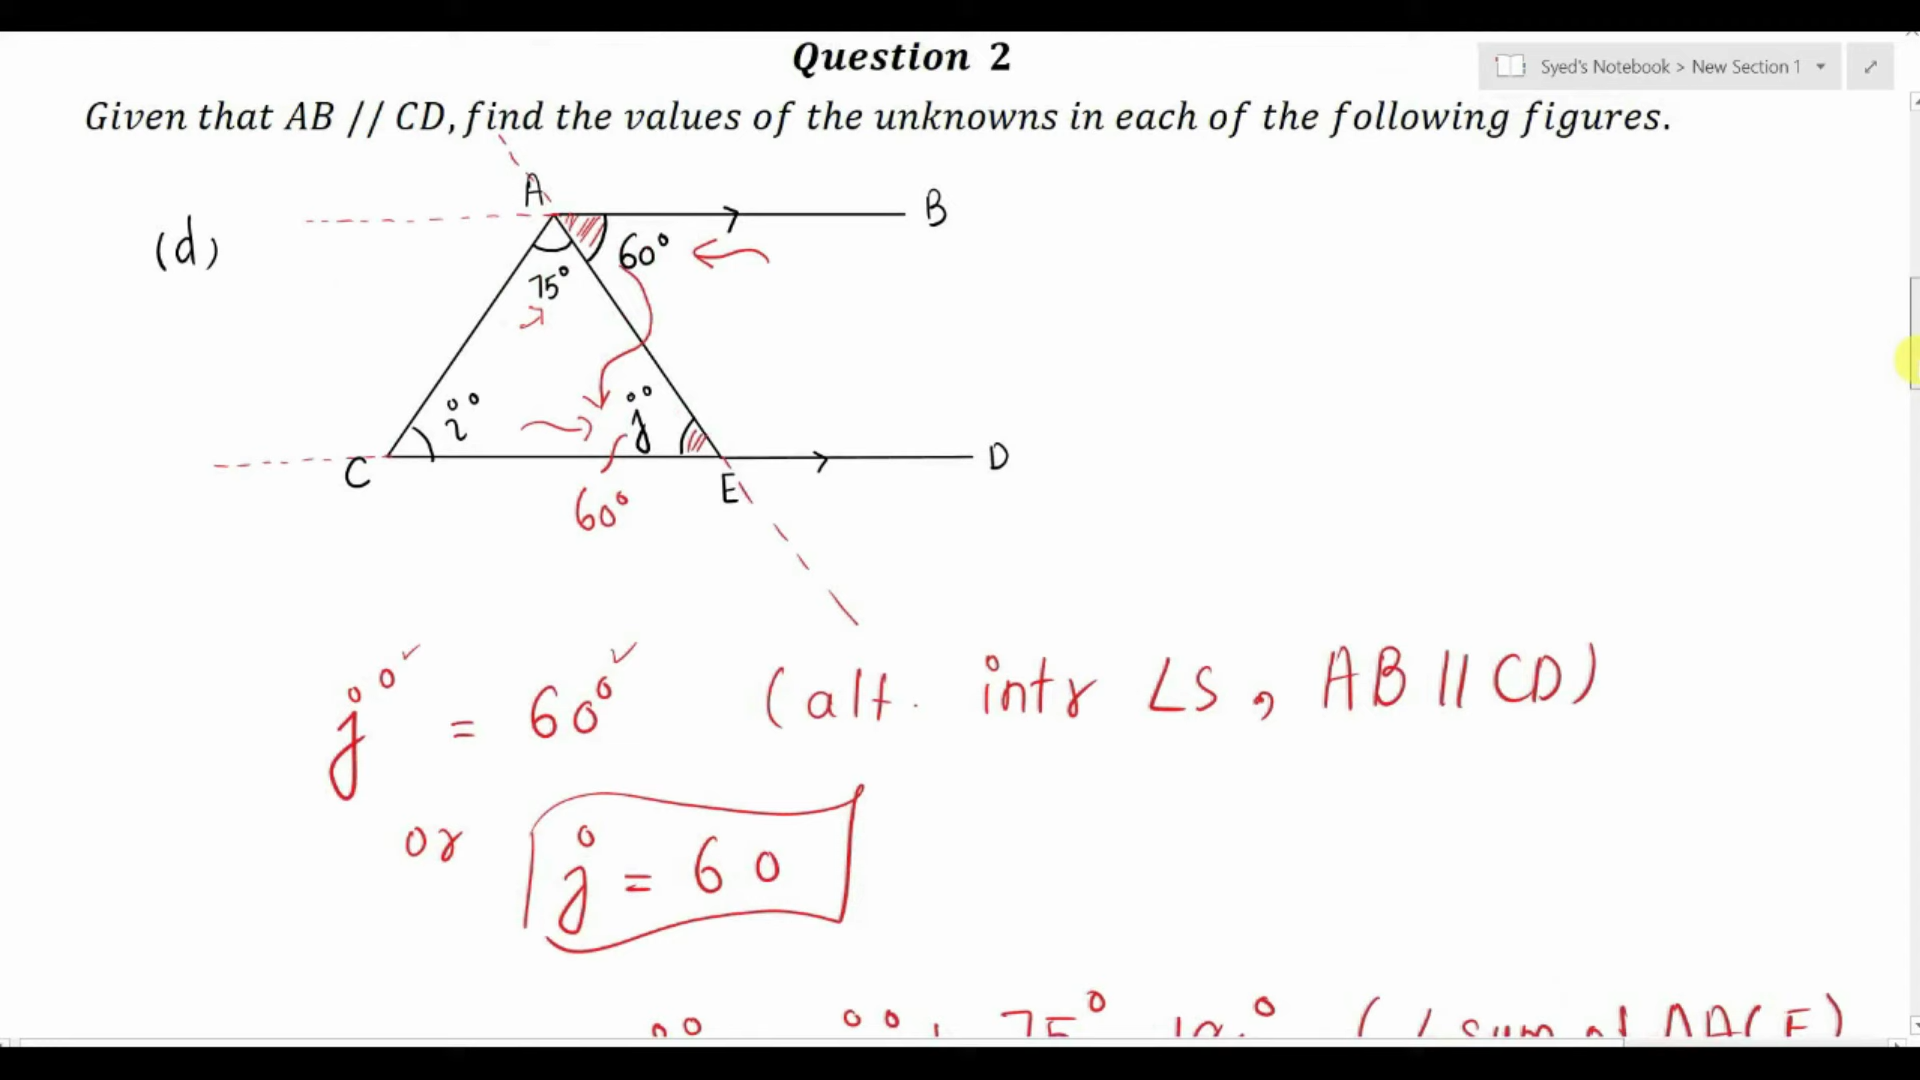 Question 2
Syed's Notebook > New Section 1
Given that AB // CD, find the values of the unknowns in each of the following figures.
(d)
A
B
60°
75°
i°
j°
C
E
D
60°
j° = 60° (alt. intr ∠s, AB // CD)
or j = 60
75°